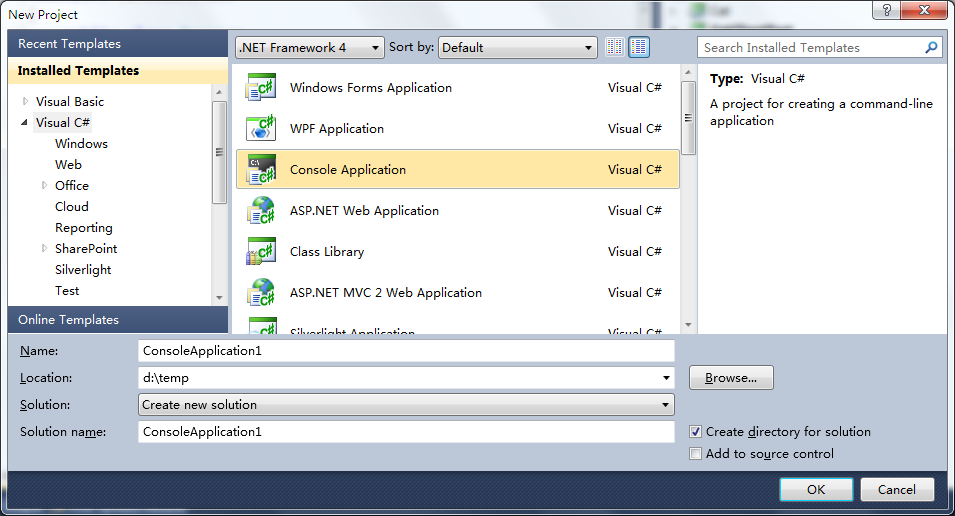 New Project
Recent Templates
Installed Templates
Visual Basic
Visual C#
Windows
Web
Office
Cloud
Reporting
SharePoint
Silverlight
Test
Online Templates
.NET Framework 4
Sort by: Default
Windows Forms Application Visual C#
WPF Application Visual C#
Console Application Visual C#
ASP.NET Web Application Visual C#
Class Library Visual C#
ASP.NET MVC 2 Web Application Visual C#
Silverlight Application Visual C#
Search Installed Templates
Type: Visual C#
A project for creating a command-line
application
Name: ConsoleApplication1
Location: d:\temp Browse...
Solution: Create new solution
Solution name: ConsoleApplication1
Create directory for solution
Add to source control
OK Cancel